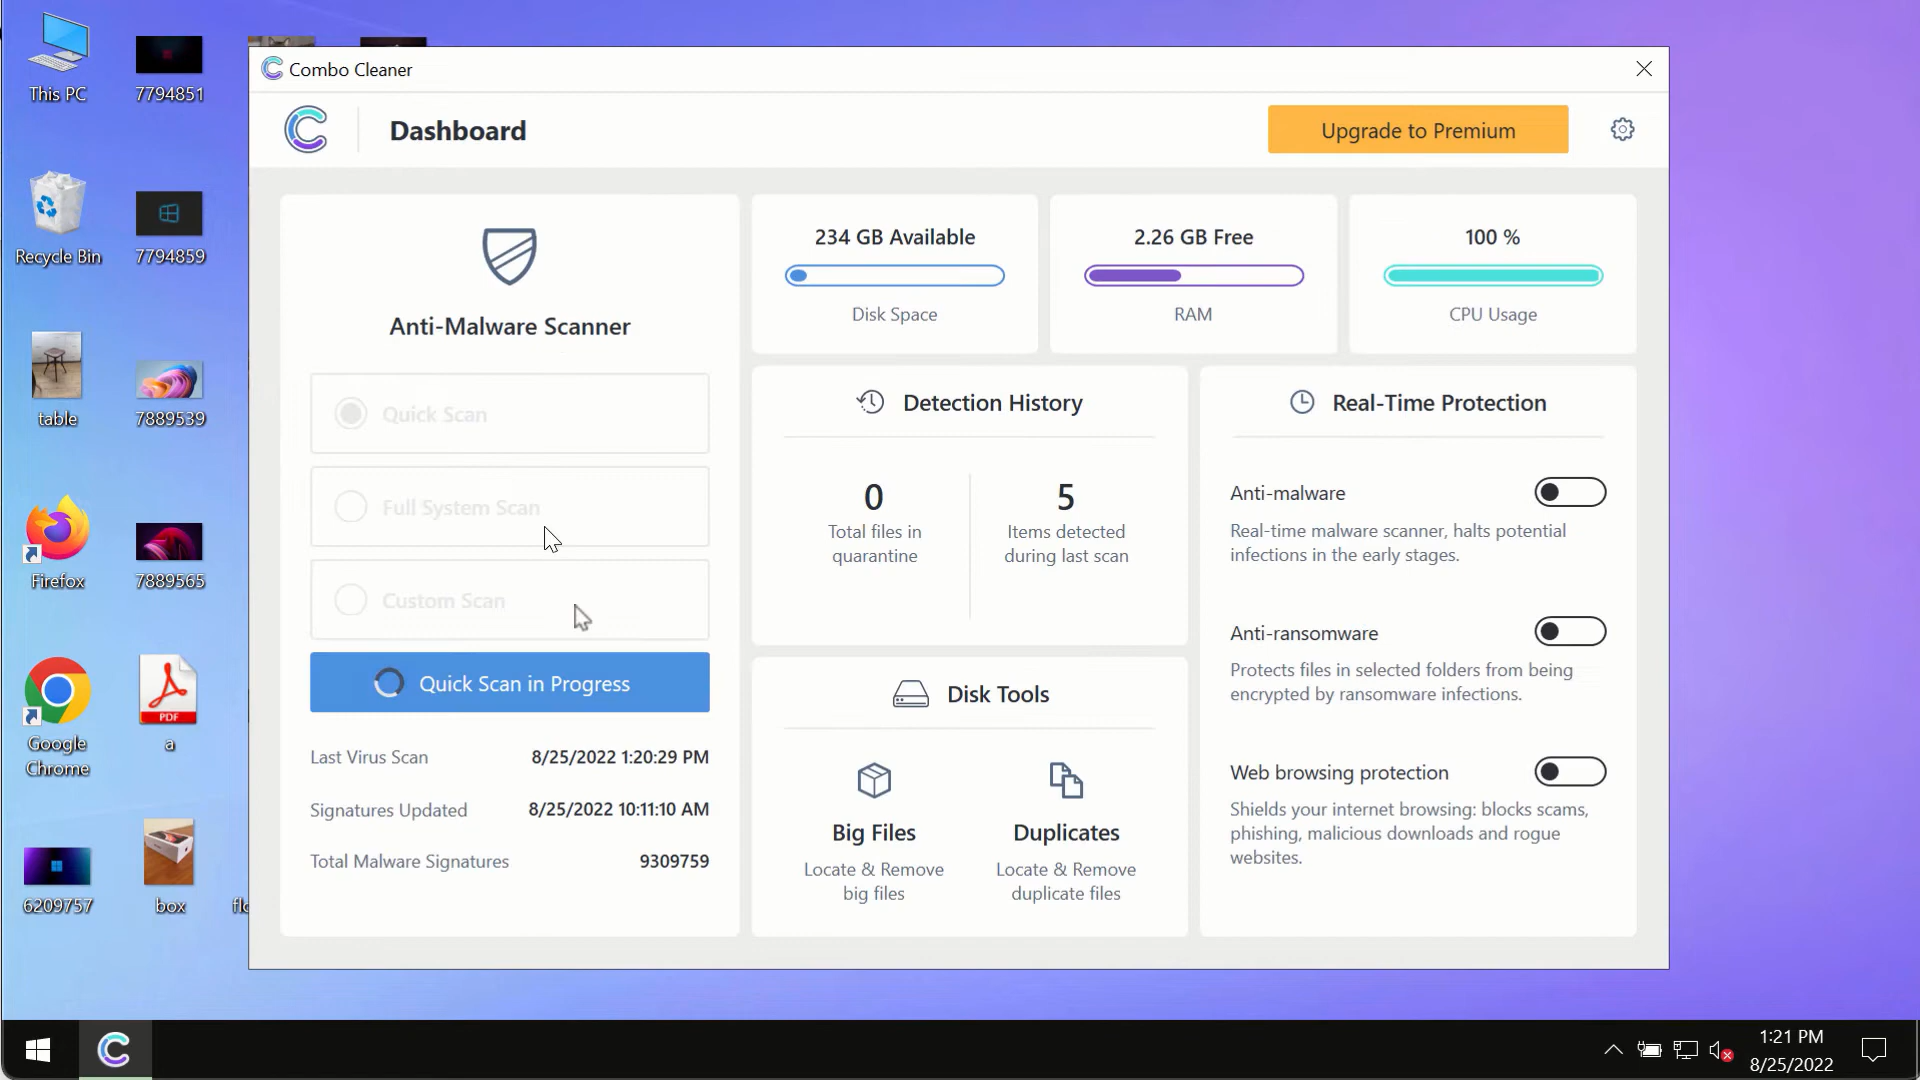 This PC
7794851
Recycle Bin
7794859
table
7889539
Firefox
7889565
Google
Chrome
PDF
a
6209757
box
Combo Cleaner
Dashboard
Upgrade to Premium
Anti-Malware Scanner
Quick Scan
Full System Scan
Custom Scan
Quick Scan in Progress
Last Virus Scan 8/25/2022 1:20:29 PM
Signatures Updated 8/25/2022 10:11:10 AM
Total Malware Signatures 9309759
234 GB Available
Disk Space
2.26 GB Free
RAM
100 %
CPU Usage
Detection History
0
Total files in
quarantine
5
Items detected
during last scan
Disk Tools
Big Files
Locate & Remove
big files
Duplicates
Locate & Remove
duplicate files
Real-Time Protection
Anti-malware
Real-time malware scanner, halts potential
infections in the early stages.
Anti-ransomware
Protects files in selected folders from being
encrypted by ransomware infections.
Web browsing protection
Shields your internet browsing: blocks scams,
phishing, malicious downloads and rogue
websites.
1:21 PM
8/25/2022